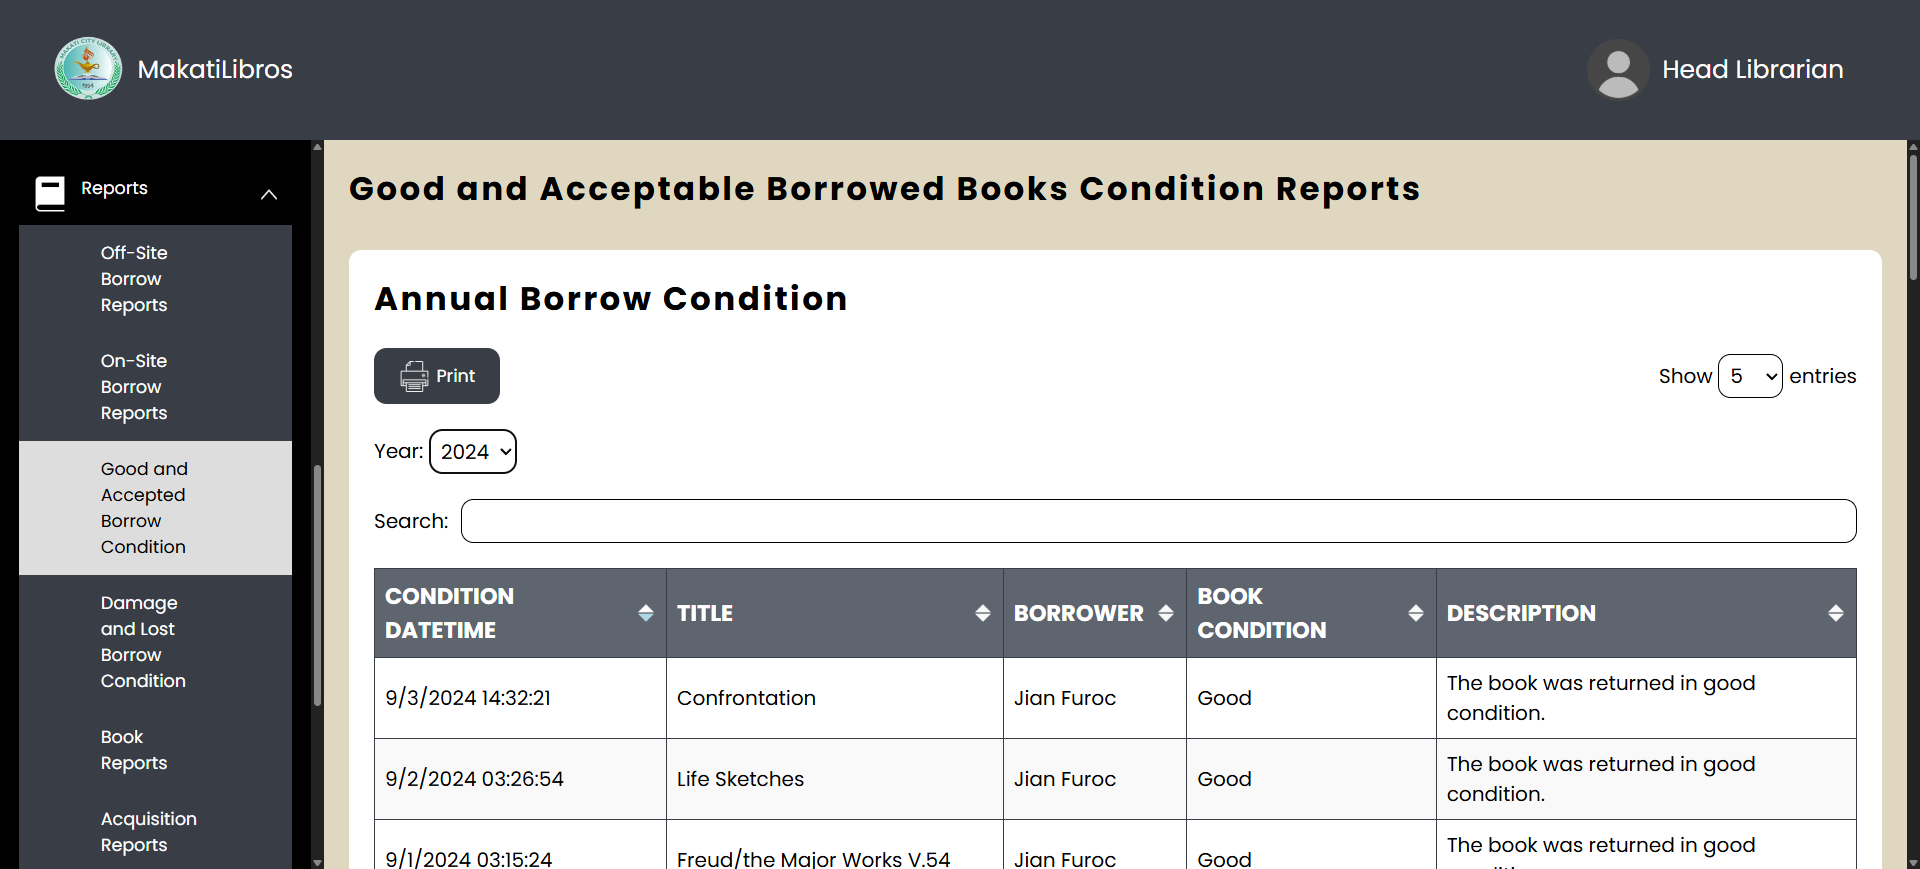 MAKATI CITY LIBRARY
1954
MakatiLibros
Head Librarian
Reports
Off-Site
Borrow
Reports
On-Site
Borrow
Reports
Good and
Accepted
Borrow
Condition
Damage
and Lost
Borrow
Condition
Book
Reports
Acquisition
Reports
Good and Acceptable Borrowed Books Condition Reports
Annual Borrow Condition
Print
Show 5 entries
Year: 2024
Search:
CONDITION
DATETIME
TITLE
BORROWER
BOOK
CONDITION
DESCRIPTION
9/3/2024 14:32:21
Confrontation
Jian Furoc
Good
The book was returned in good
condition.
9/2/2024 03:26:54
Life Sketches
Jian Furoc
Good
The book was returned in good
condition.
9/1/2024 03:15:24
Freud/the Major Works V.54
Jian Furoc
Good
The book was returned in good